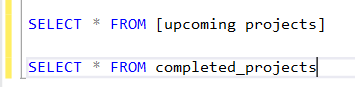 SELECT * FROM [upcoming projects]
SELECT * FROM completed_projects